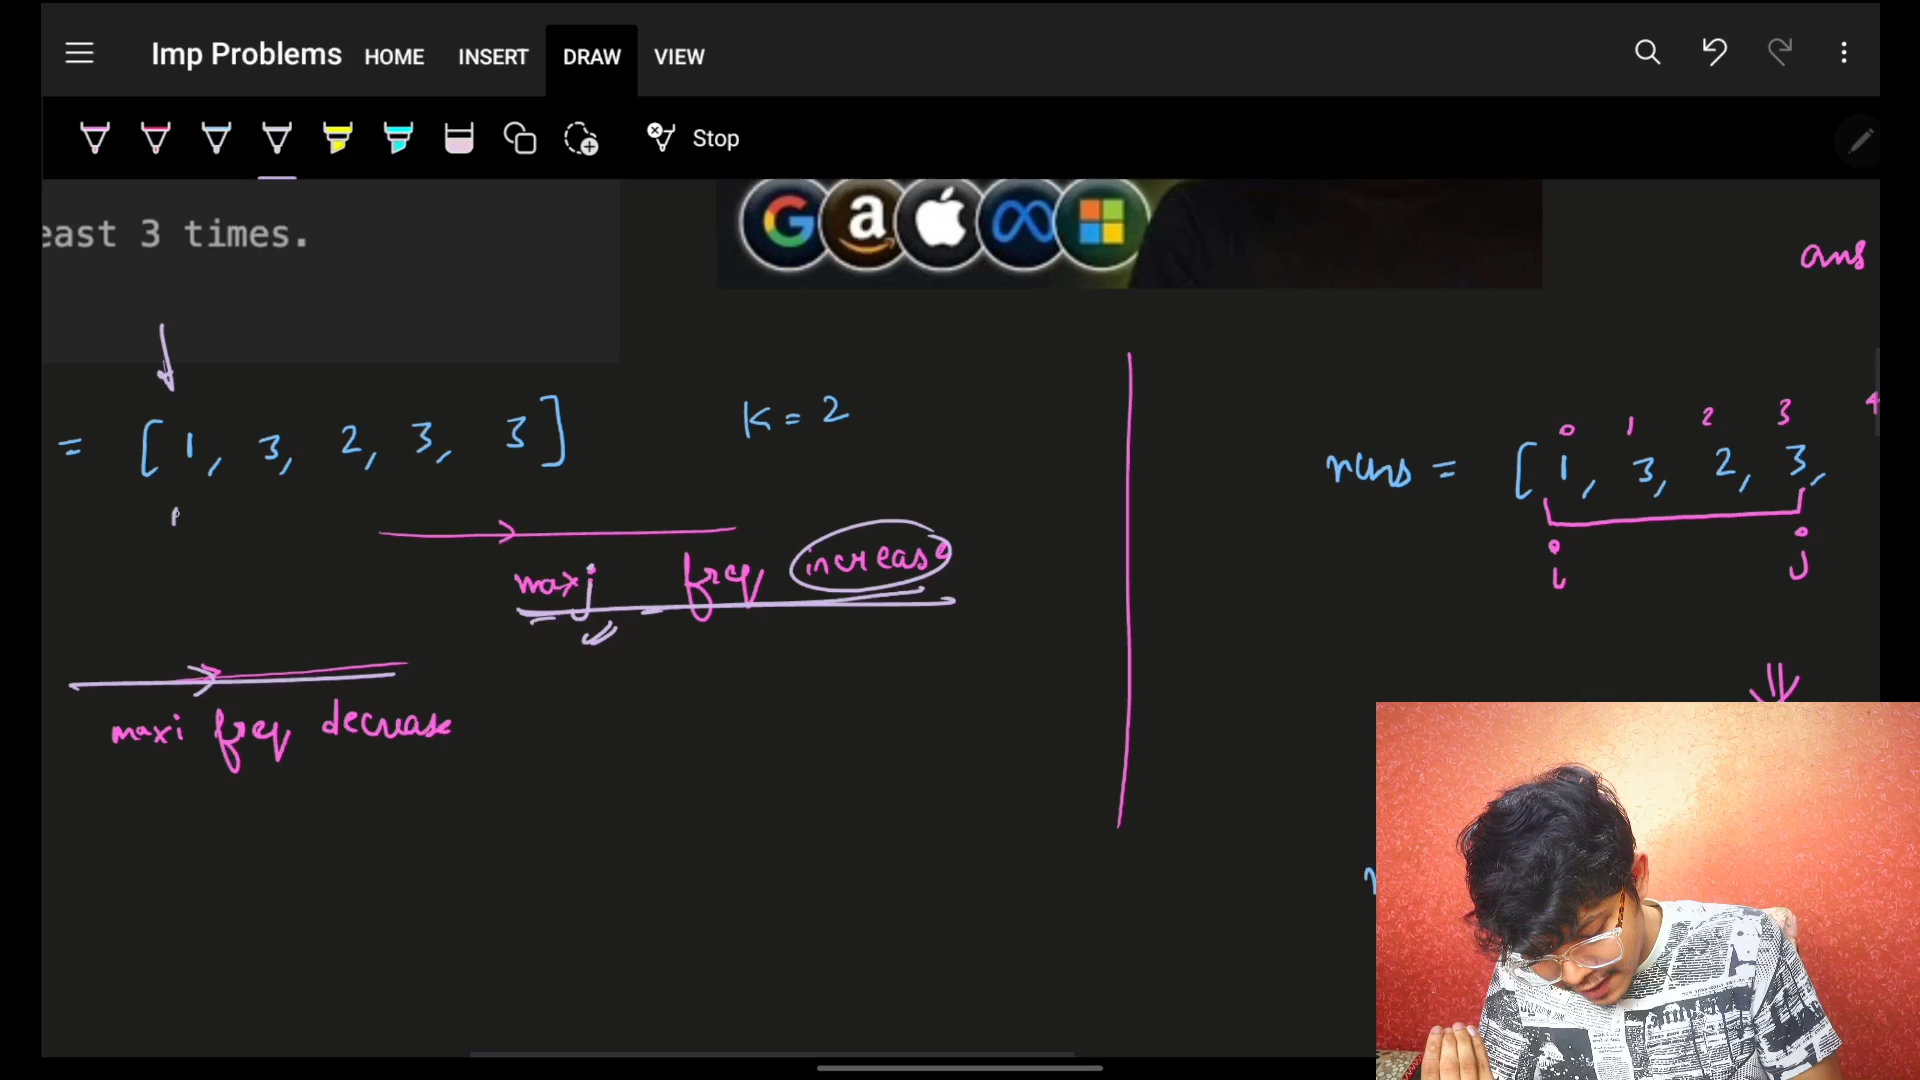 Imp Problems HOME INSERT DRAW VIEW
Stop
east 3 times.
ans
= [ 1, 3, 2, 3, 3 ]
K = 2
0 1 2 3 4
nums = [ 1, 3, 2, 3,
maxi freq increase
i j
maxi freq decrease